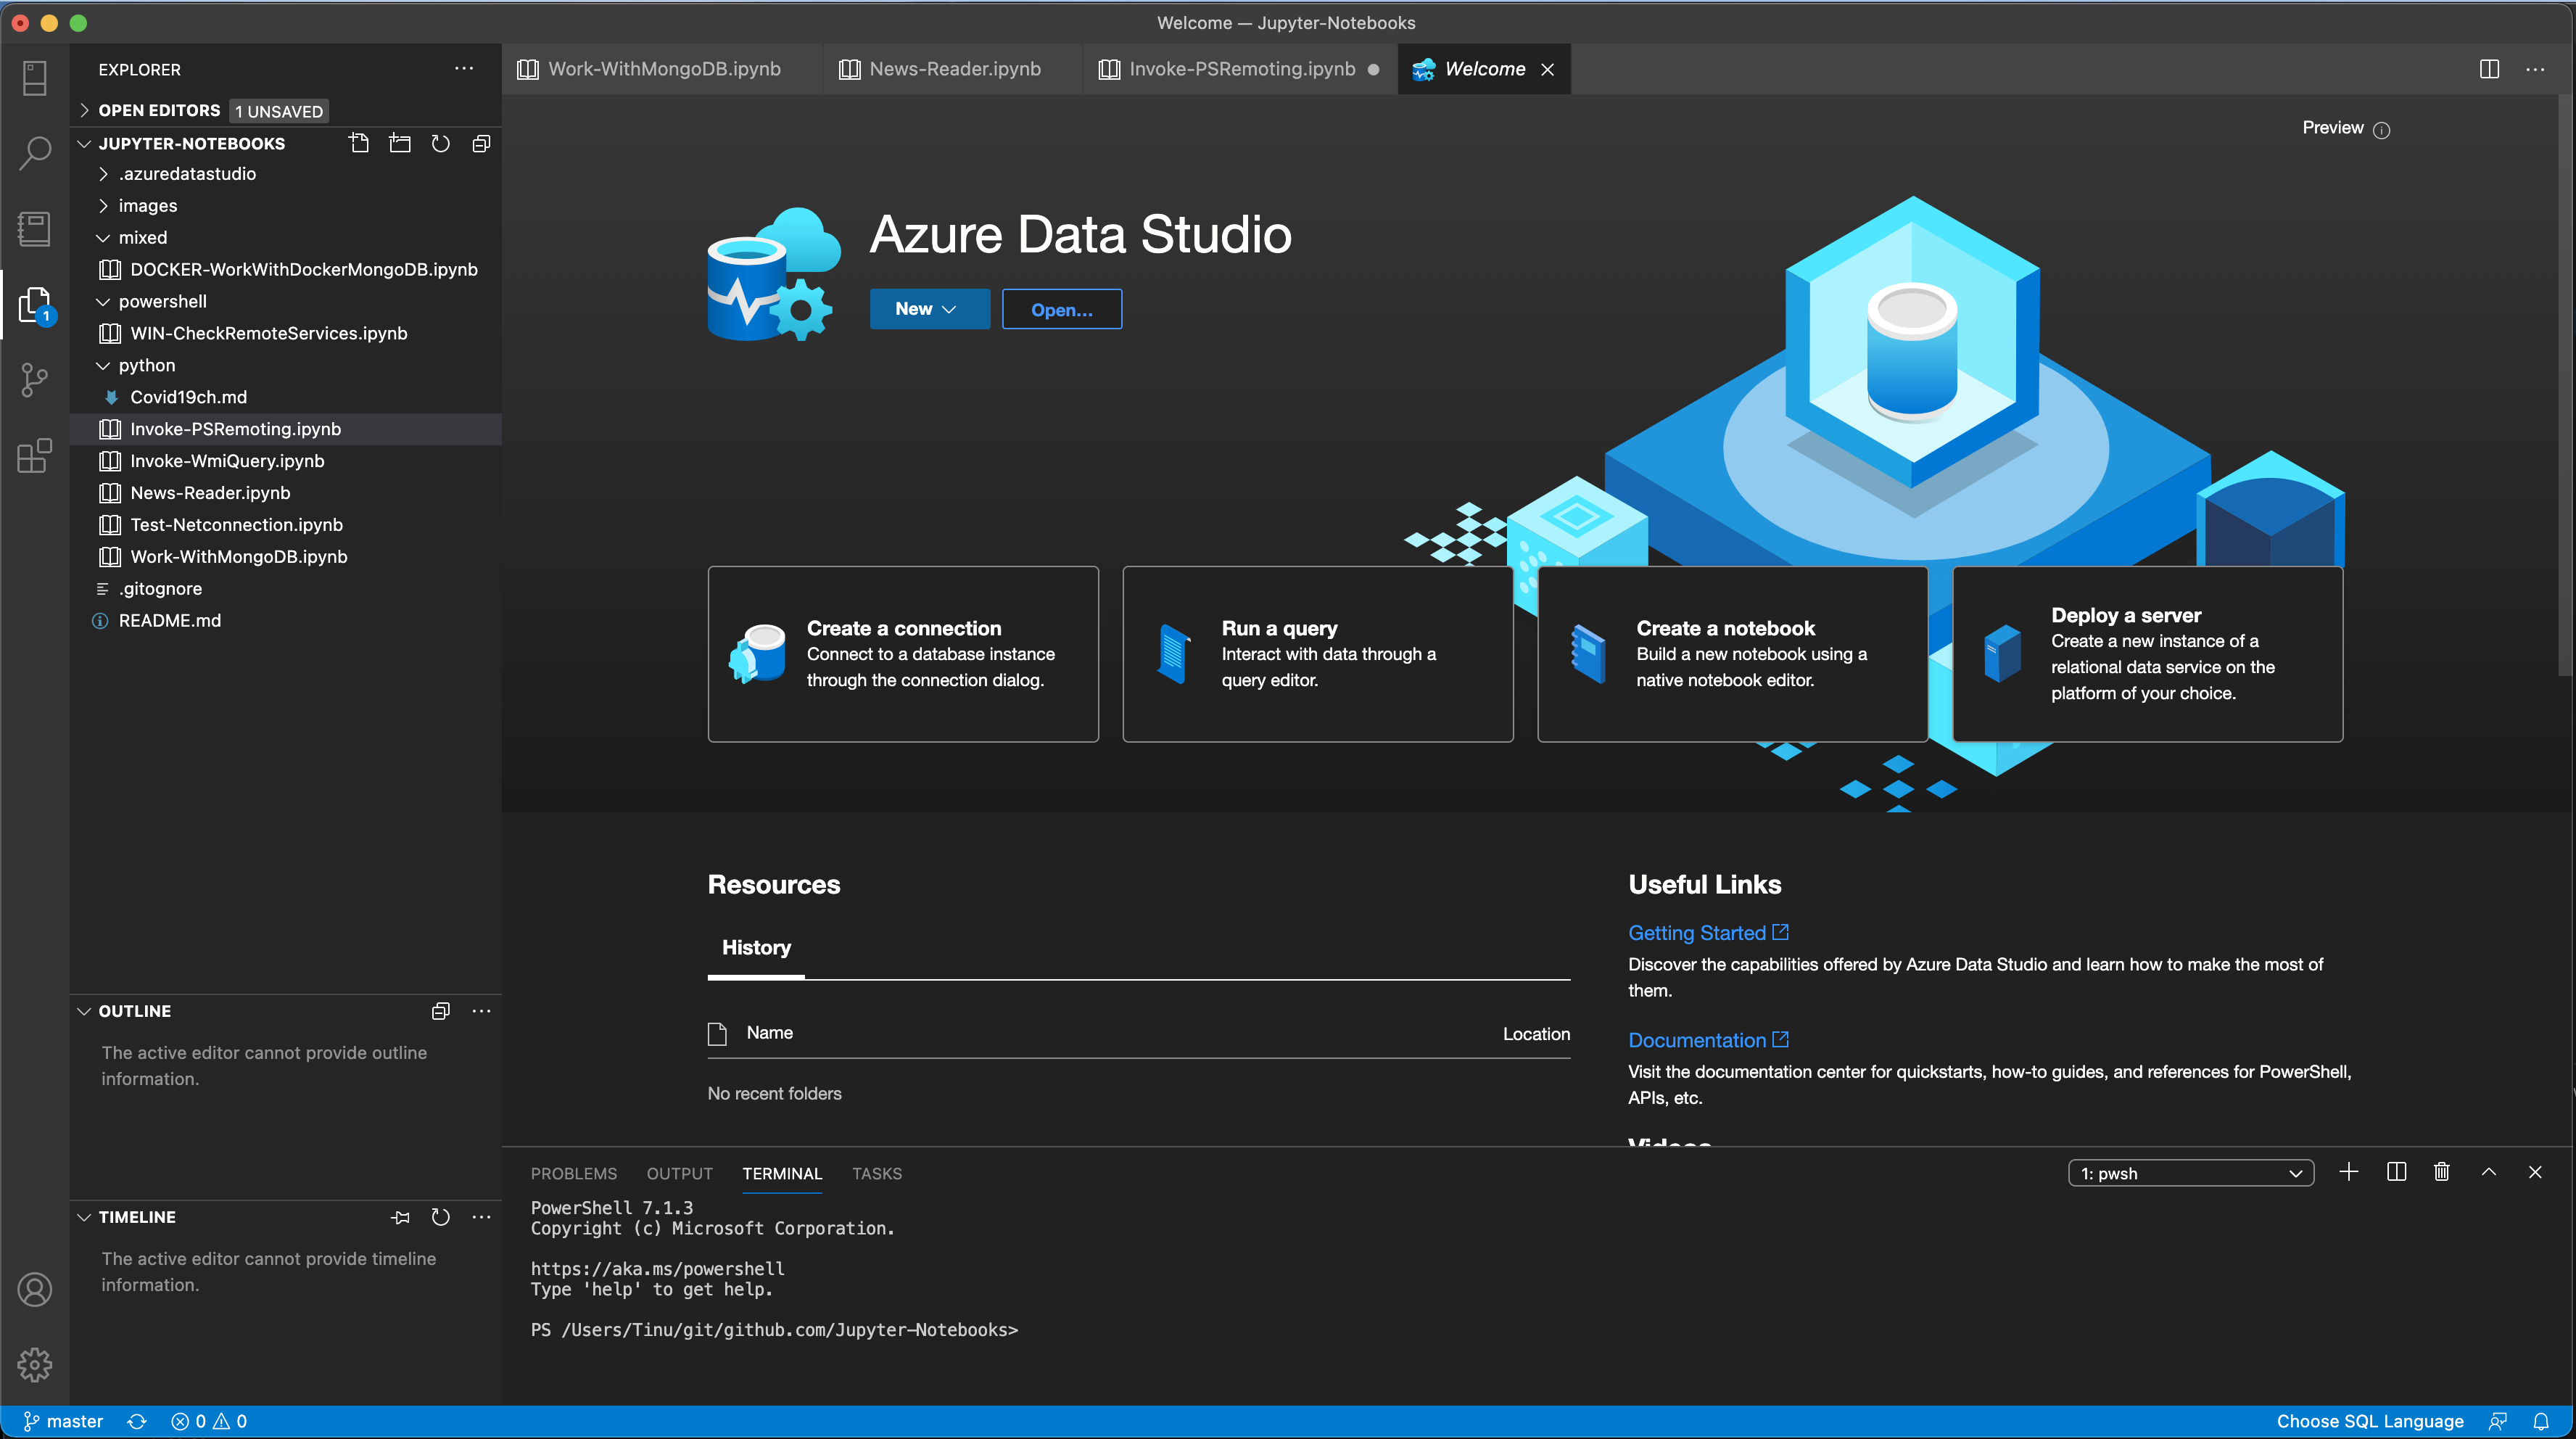 Welcome — Jupyter-Notebooks
EXPLORER
OPEN EDITORS 1 UNSAVED
JUPYTER-NOTEBOOKS
.azuredatastudio
images
mixed
DOCKER-WorkWithDockerMongoDB.ipynb
powershell
WIN-CheckRemoteServices.ipynb
python
Covid19ch.md
Invoke-PSRemoting.ipynb
Invoke-WmiQuery.ipynb
News-Reader.ipynb
Test-Netconnection.ipynb
Work-WithMongoDB.ipynb
.gitognore
README.md
1
OUTLINE
The active editor cannot provide outline
information.
TIMELINE
The active editor cannot provide timeline
information.
Work-WithMongoDB.ipynb
News-Reader.ipynb
Invoke-PSRemoting.ipynb
Welcome
Preview
Azure Data Studio
New
Open...
Create a connection
Connect to a database instance
through the connection dialog.
Run a query
Interact with data through a
query editor.
Create a notebook
Build a new notebook using a
native notebook editor.
Deploy a server
Create a new instance of a
relational data service on the
platform of your choice.
Resources
History
Name Location
No recent folders
Useful Links
Getting Started
Discover the capabilities offered by Azure Data Studio and learn how to make the most of
them.
Documentation
Visit the documentation center for quickstarts, how-to guides, and references for PowerShell,
APIs, etc.
Videos
PROBLEMS OUTPUT TERMINAL TASKS
1: pwsh
PowerShell 7.1.3
Copyright (c) Microsoft Corporation.
https://aka.ms/powershell
Type 'help' to get help.
PS /Users/Tinu/git/github.com/Jupyter-Notebooks>
master 0 0
Choose SQL Language